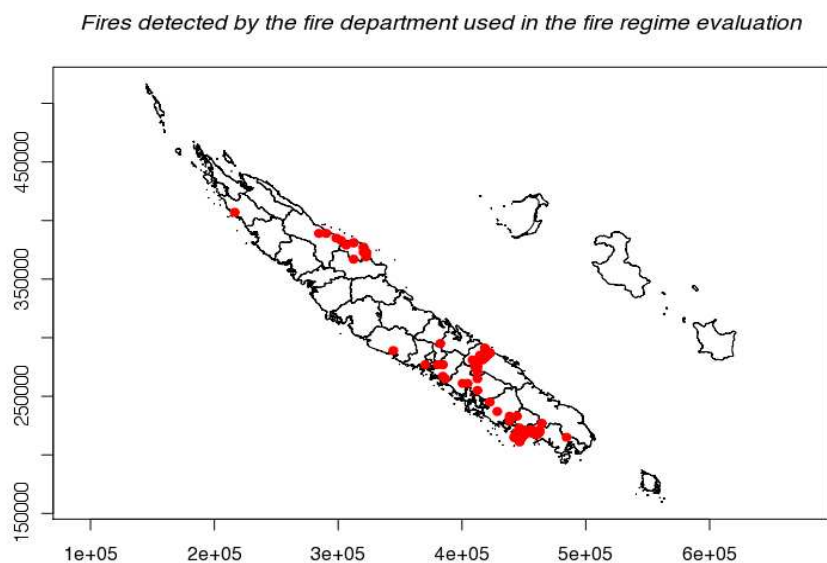 Fires detected by the fire department used in the fire regime evaluation
450000
350000
250000
150000
1e+05 2e+05 3e+05 4e+05 5e+05 6e+05